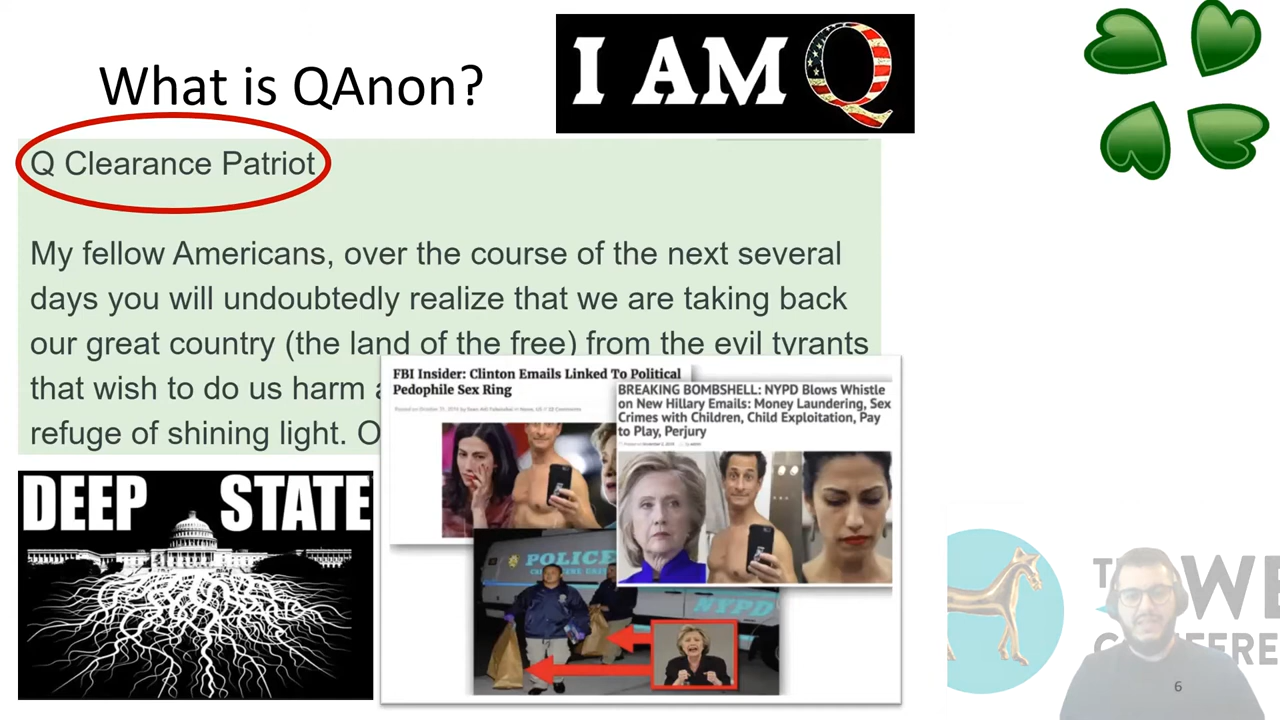 What is QAnon?
I AM Q
Q Clearance Patriot
My fellow Americans, over the course of the next several
days you will undoubtedly realize that we are taking back
our great country (the land of the free) from the evil tyrants
that wish to do us harm
refuge of shining light. O
FBI Insider: Clinton Emails Linked To Political
Pedophile Sex Ring
BREAKING BOMBSHELL: NYPD Blows Whistle
on New Hillary Emails: Money Laundering, Sex
Crimes with Children, Child Exploitation, Pay
to Play, Perjury
DEEP STATE
POLICE
NYPD
WE
6